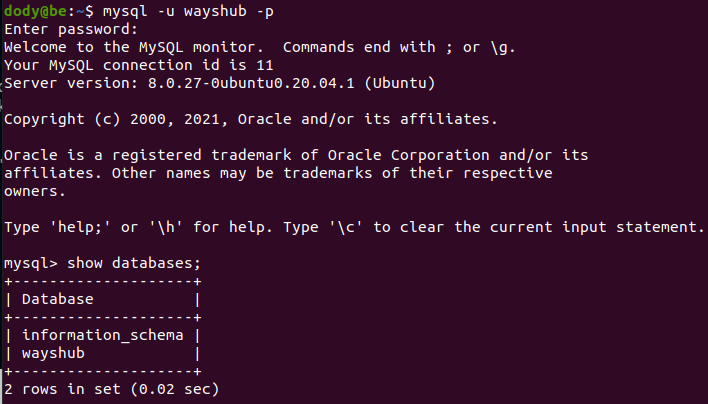 dody@be:~$ mysql -u wayshub -p
Enter password:
Welcome to the MySQL monitor.  Commands end with ; or \g.
Your MySQL connection id is 11
Server version: 8.0.27-0ubuntu0.20.04.1 (Ubuntu)

Copyright (c) 2000, 2021, Oracle and/or its affiliates.

Oracle is a registered trademark of Oracle Corporation and/or its
affiliates. Other names may be trademarks of their respective
owners.

Type 'help;' or '\h' for help. Type '\c' to clear the current input statement.

mysql> show databases;
+--------------------+
| Database           |
+--------------------+
| information_schema |
| wayshub            |
+--------------------+
2 rows in set (0.02 sec)